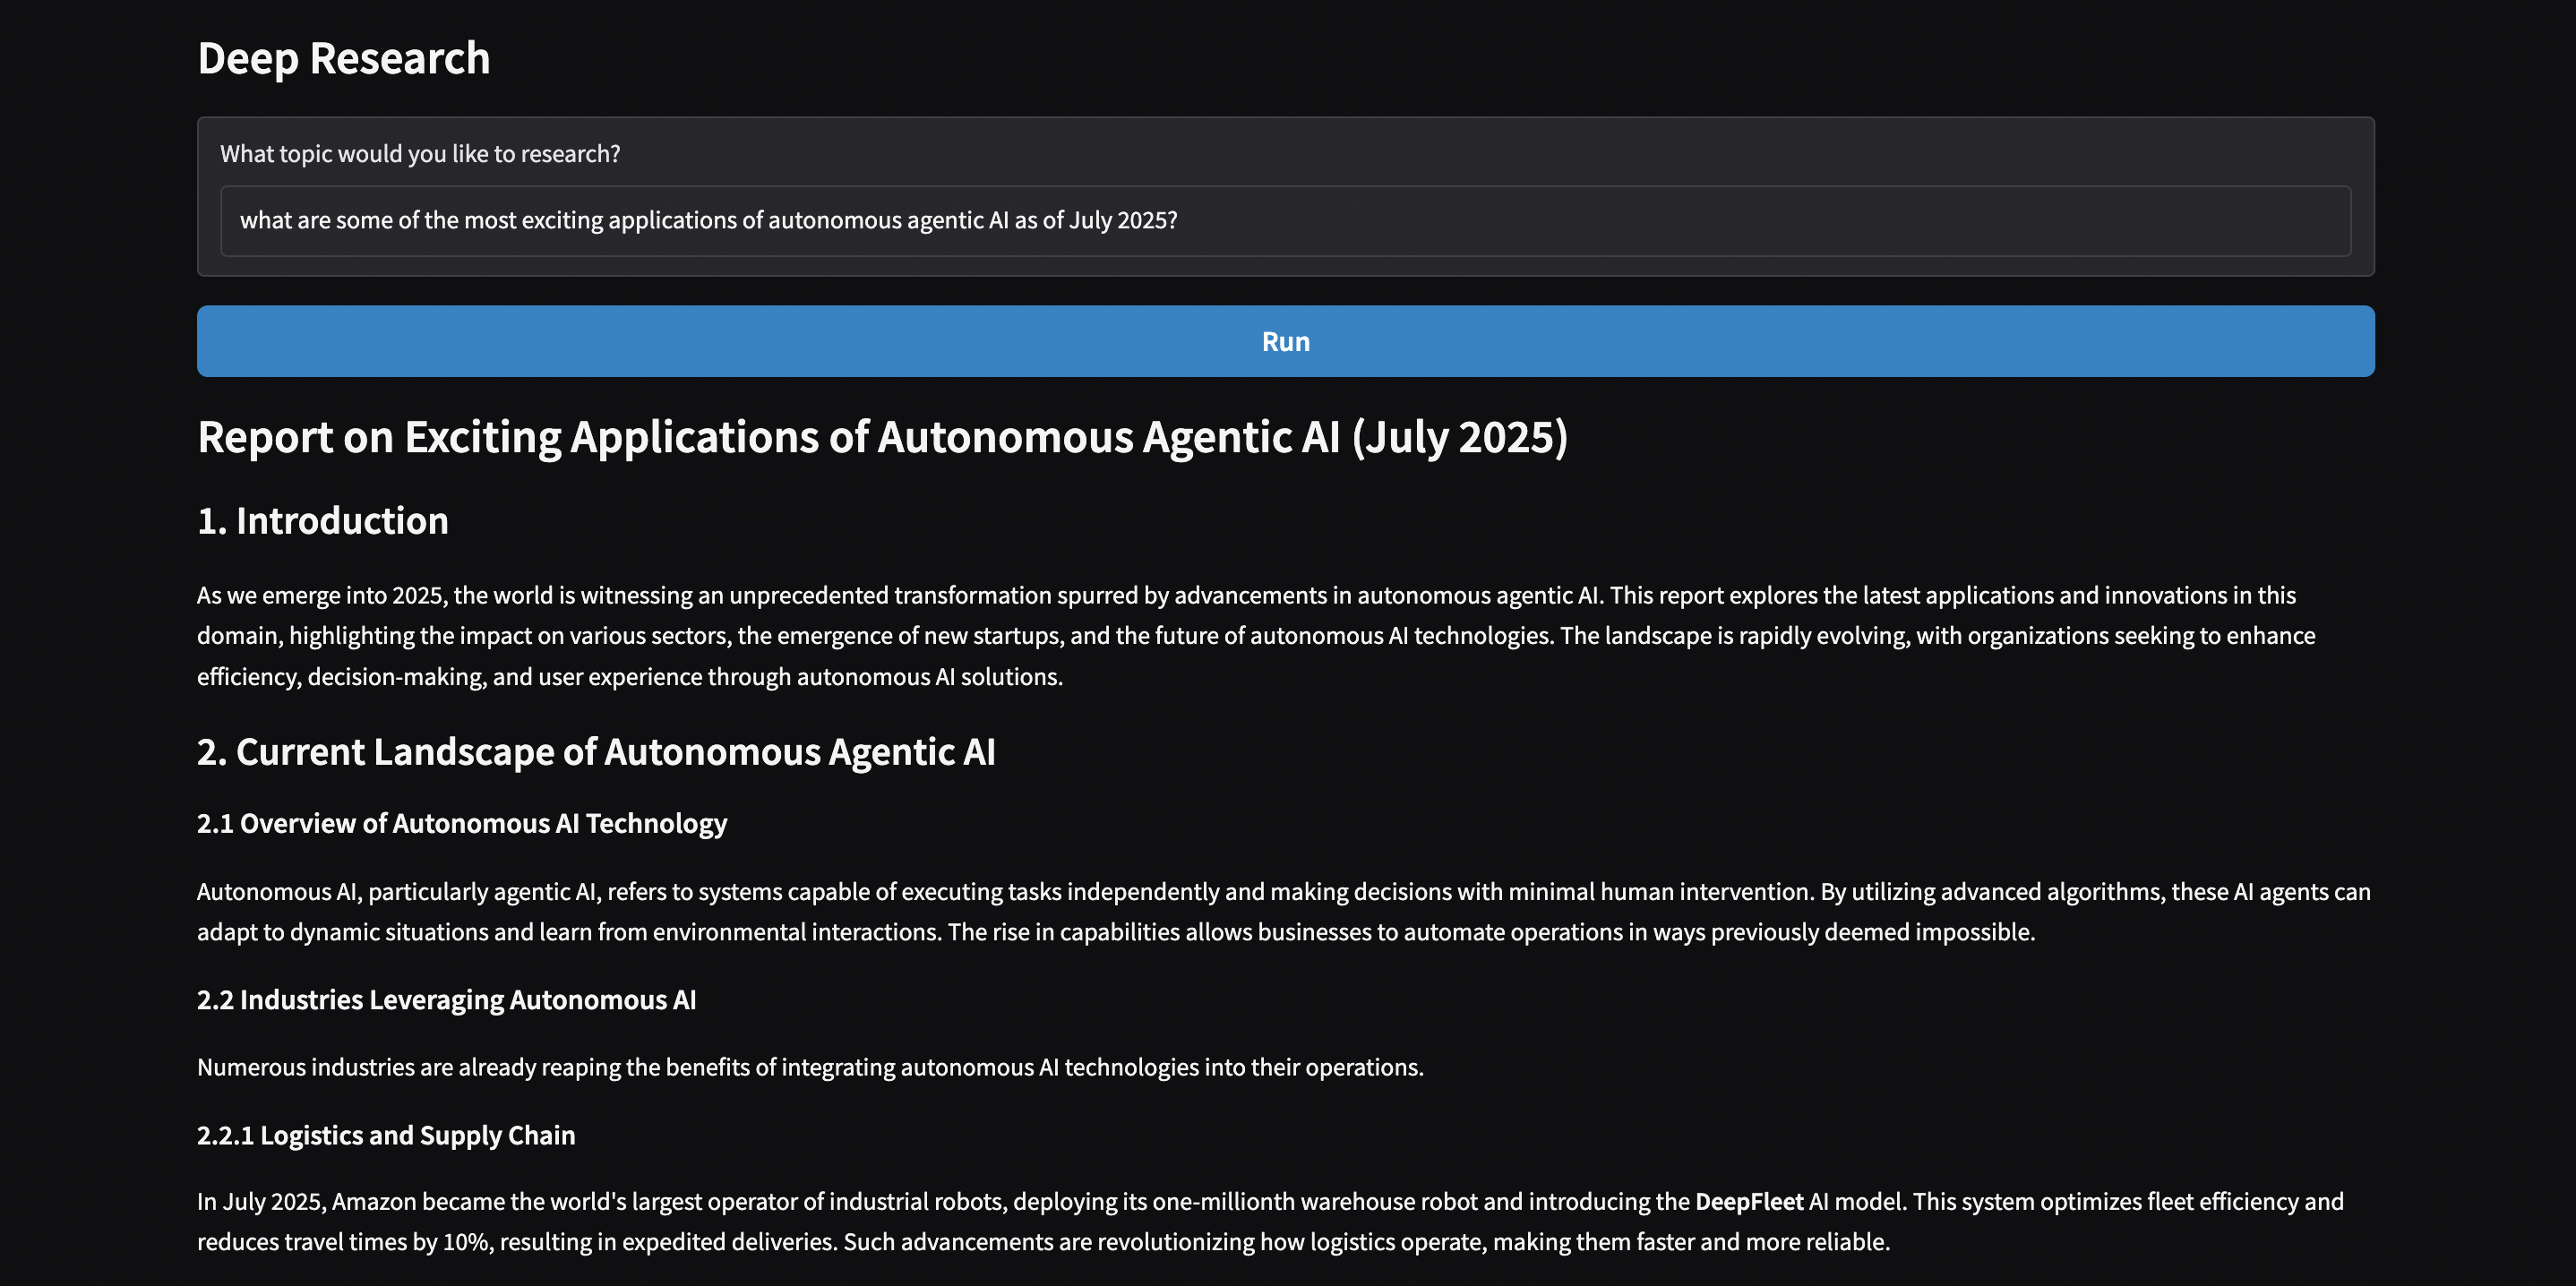 Deep Research
What topic would you like to research?
what are some of the most exciting applications of autonomous agentic AI as of July 2025?
Run
Report on Exciting Applications of Autonomous Agentic AI (July 2025)
1. Introduction
As we emerge into 2025, the world is witnessing an unprecedented transformation spurred by advancements in autonomous agentic AI. This report explores the latest applications and innovations in this
domain, highlighting the impact on various sectors, the emergence of new startups, and the future of autonomous AI technologies. The landscape is rapidly evolving, with organizations seeking to enhance
efficiency, decision-making, and user experience through autonomous AI solutions.
2. Current Landscape of Autonomous Agentic AI
2.1 Overview of Autonomous AI Technology
Autonomous AI, particularly agentic AI, refers to systems capable of executing tasks independently and making decisions with minimal human intervention. By utilizing advanced algorithms, these AI agents can
adapt to dynamic situations and learn from environmental interactions. The rise in capabilities allows businesses to automate operations in ways previously deemed impossible.
2.2 Industries Leveraging Autonomous AI
Numerous industries are already reaping the benefits of integrating autonomous AI technologies into their operations.
2.2.1 Logistics and Supply Chain
In July 2025, Amazon became the world's largest operator of industrial robots, deploying its one-millionth warehouse robot and introducing the DeepFleet AI model. This system optimizes fleet efficiency and
reduces travel times by 10%, resulting in expedited deliveries. Such advancements are revolutionizing how logistics operate, making them faster and more reliable.